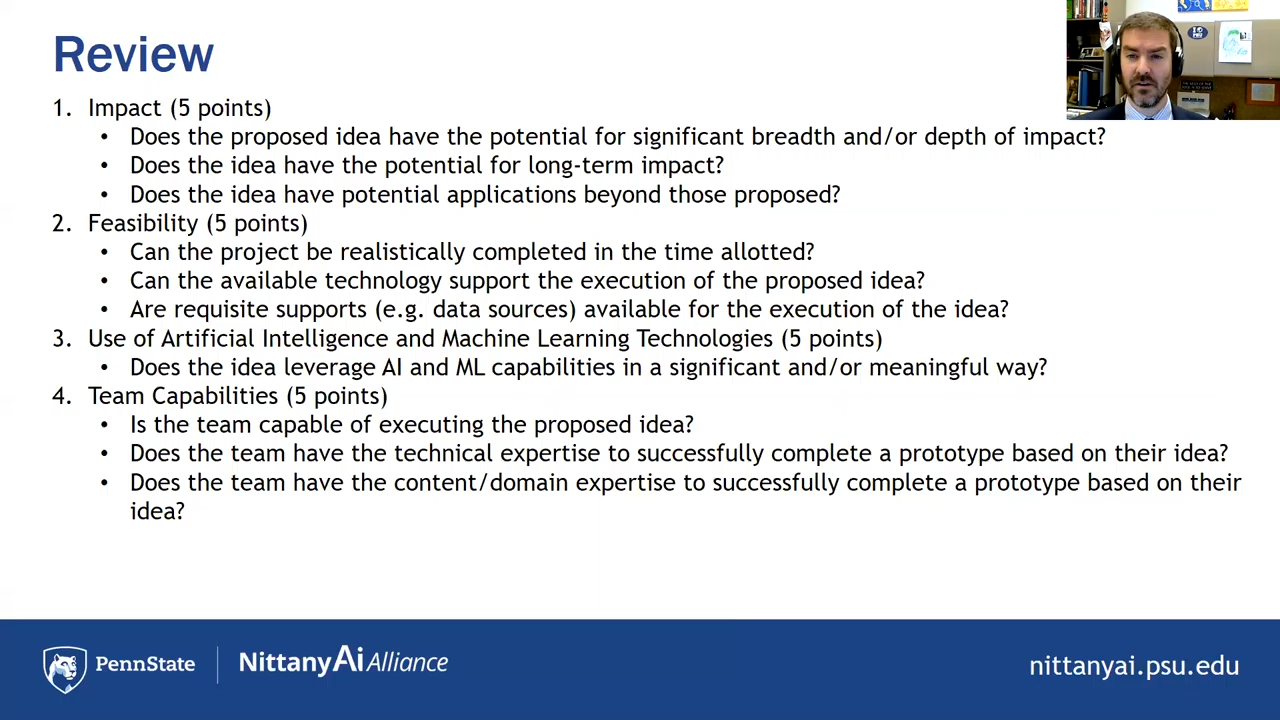 Review
1. Impact (5 points)
• Does the proposed idea have the potential for significant breadth and/or depth of impact?
• Does the idea have the potential for long-term impact?
• Does the idea have potential applications beyond those proposed?
2. Feasibility (5 points)
• Can the project be realistically completed in the time allotted?
• Can the available technology support the execution of the proposed idea?
• Are requisite supports (e.g. data sources) available for the execution of the idea?
3. Use of Artificial Intelligence and Machine Learning Technologies (5 points)
• Does the idea leverage AI and ML capabilities in a significant and/or meaningful way?
4. Team Capabilities (5 points)
• Is the team capable of executing the proposed idea?
• Does the team have the technical expertise to successfully complete a prototype based on their idea?
• Does the team have the content/domain expertise to successfully complete a prototype based on their
idea?
PennState
NittanyAiAlliance
nittanyai.psu.edu